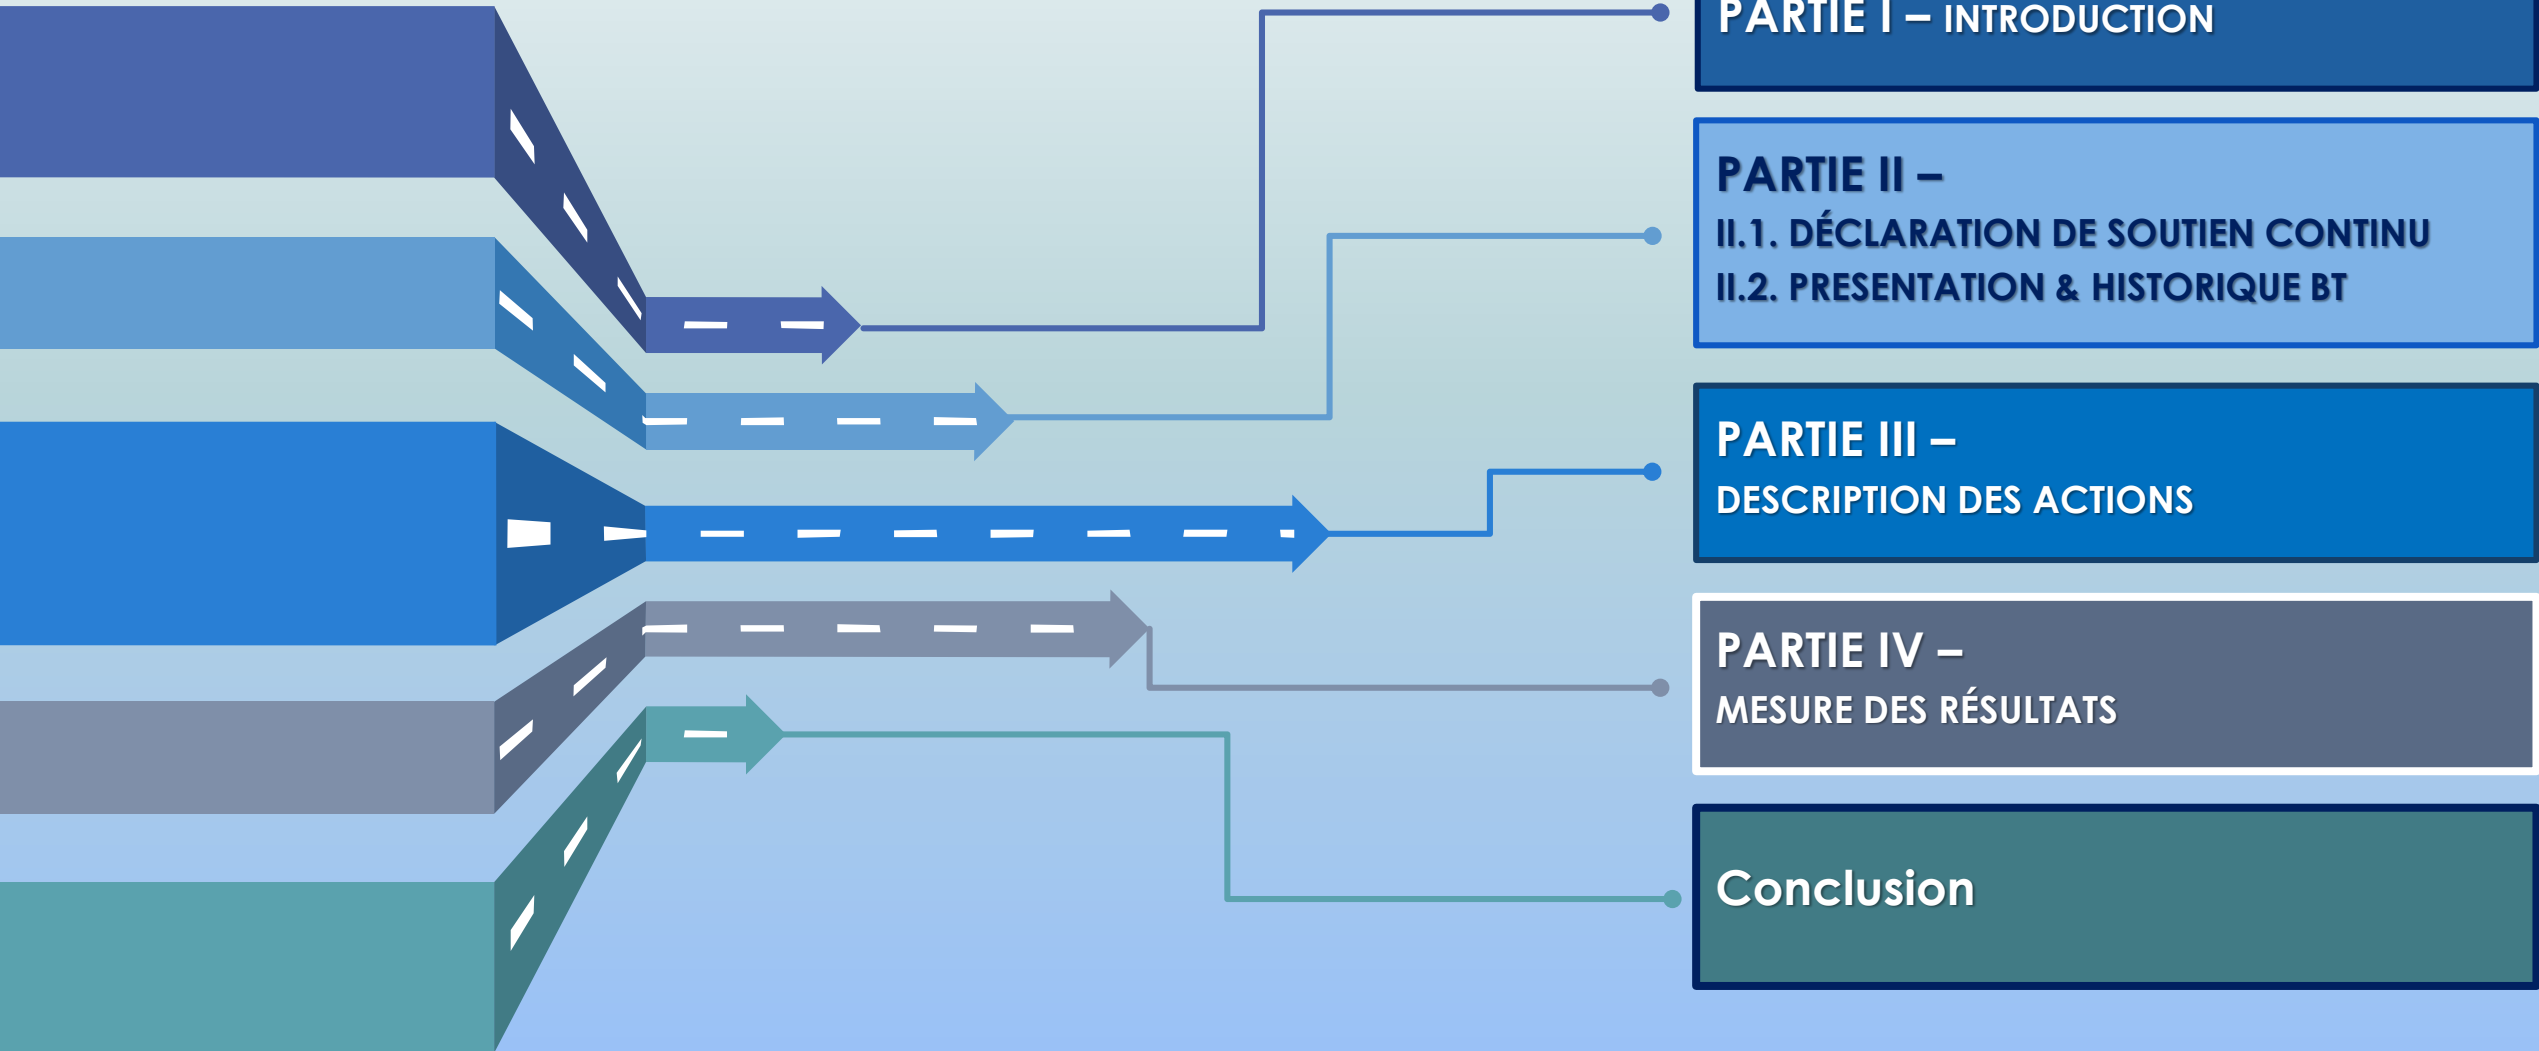 PARTIE I – INTRODUCTION
PARTIE II –
II.1. DÉCLARATION DE SOUTIEN CONTINU
II.2. PRESENTATION & HISTORIQUE BT
PARTIE III –
DESCRIPTION DES ACTIONS
PARTIE IV –
MESURE DES RÉSULTATS
Conclusion